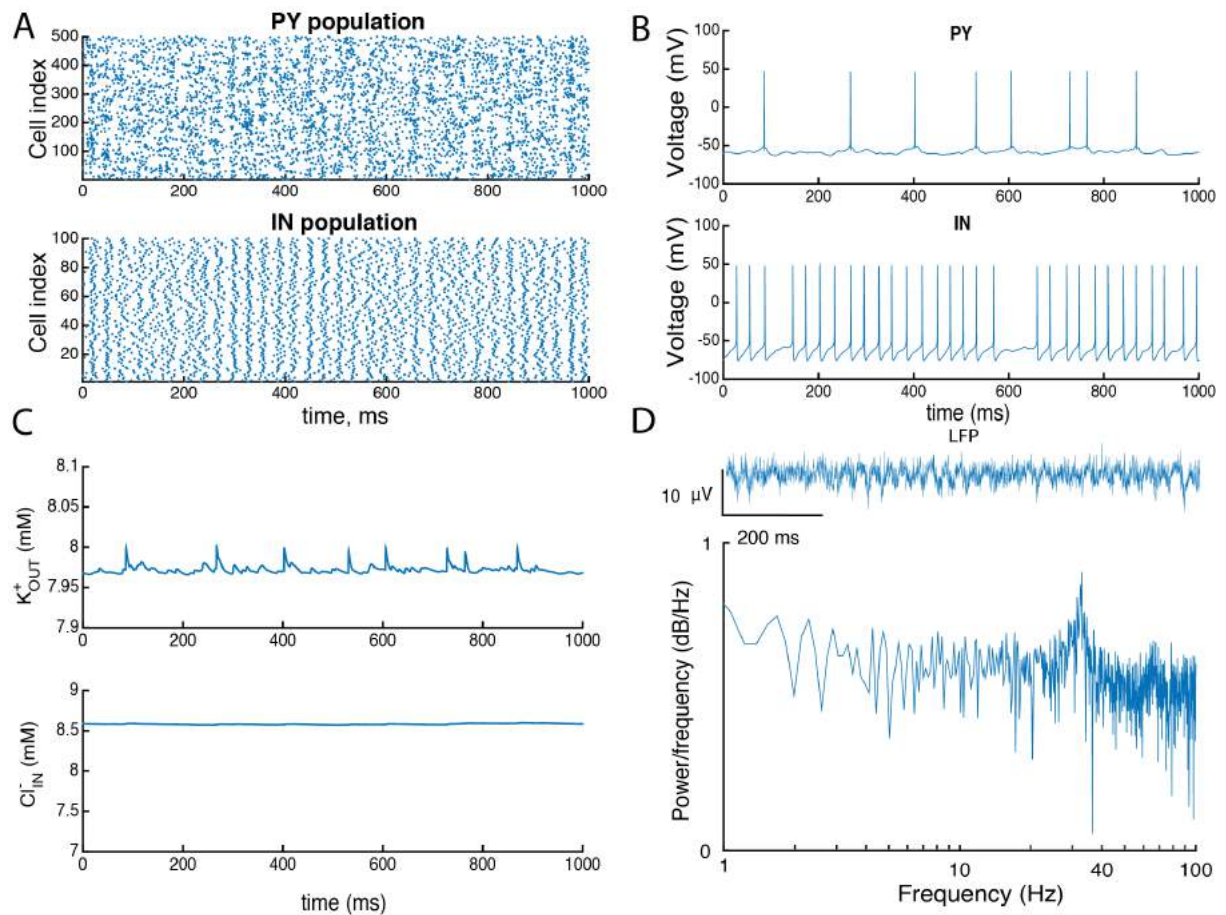 A
PY population
Cell index
500
400
300
200
100
0 200 400 600 800 1000
IN population
Cell index
100
80
60
40
20
0 200 400 600 800 1000
time, ms
B
PY
Voltage (mV)
100
50
0
-50
-100
0 200 400 600 800 1000
IN
Voltage (mV)
100
50
0
-50
-100
0 200 400 600 800 1000
time (ms)
C
K+OUT (mM)
8.1
8.05
8
7.95
7.9
0 200 400 600 800 1000
Cl-IN (mM)
9
8.5
8
7.5
7
0 200 400 600 800 1000
time (ms)
D
LFP
10 µV
200 ms
Power/frequency (dB/Hz)
1
0
1 10 40 100
Frequency (Hz)